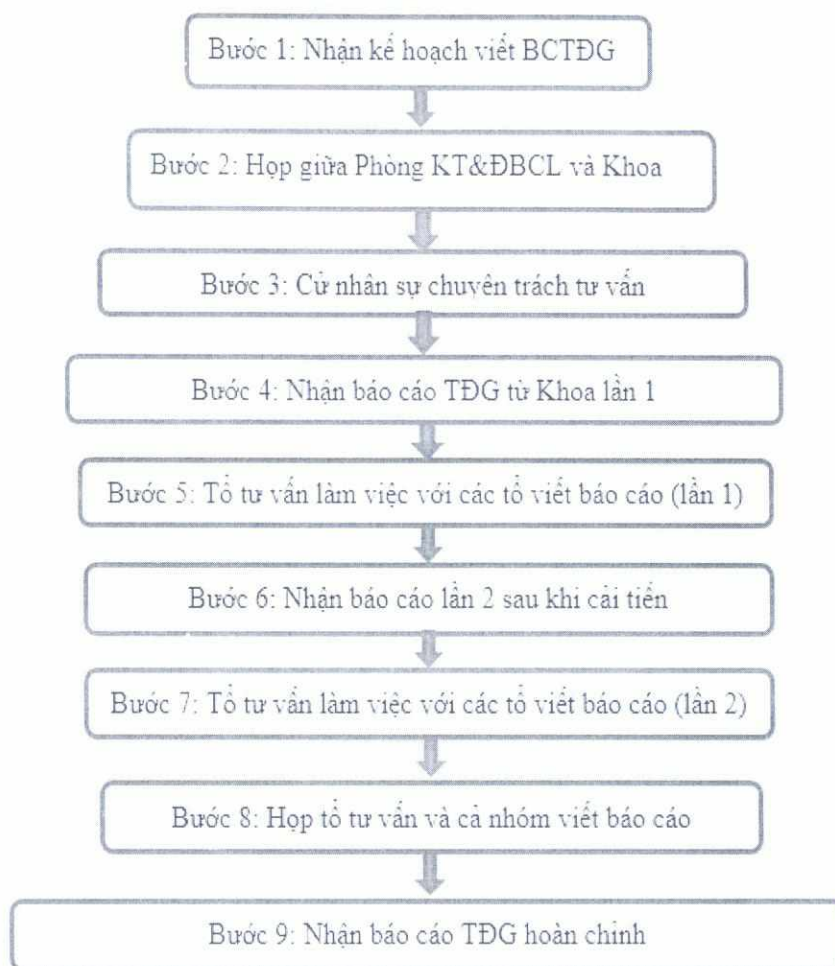 Bước 1: Nhận kế hoạch viết BCTĐG
Bước 2: Họp giữa Phòng KT&ĐBCL và Khoa
Bước 3: Cử nhân sự chuyên trách tư vấn
Bước 4: Nhận báo cáo TĐG từ Khoa lần 1
Bước 5: Tổ tư vấn làm việc với các tổ viết báo cáo (lần 1)
Bước 6: Nhận báo cáo lần 2 sau khi cải tiến
Bước 7: Tổ tư vấn làm việc với các tổ viết báo cáo (lần 2)
Bước 8: Họp tổ tư vấn và cả nhóm viết báo cáo
Bước 9: Nhận báo cáo TĐG hoàn chỉnh